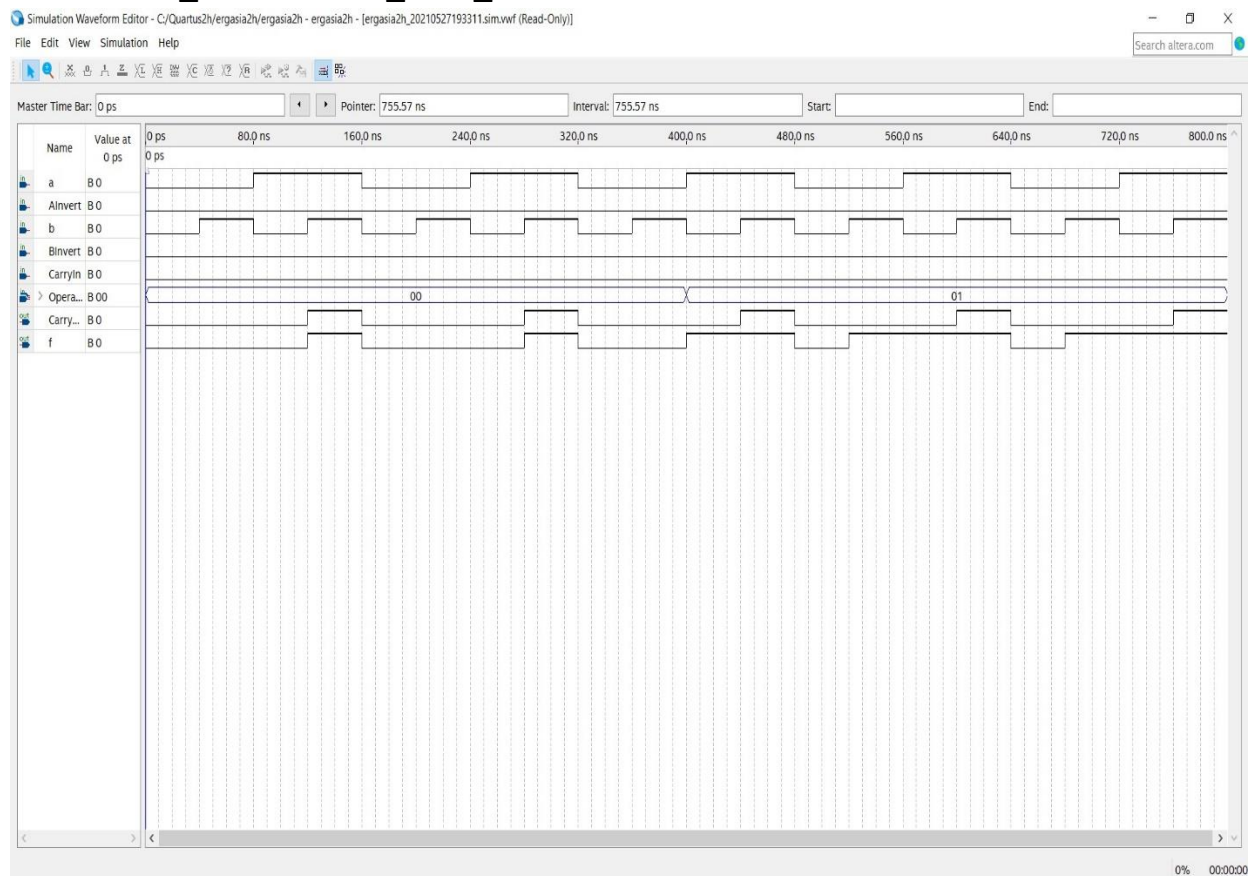 Simulation Waveform Editor - C:/Quartus2h/ergasia2h/ergasia2h - ergasia2h - [ergasia2h_20210527193311.sim.vwf (Read-Only)]
File Edit View Simulation Help
Search altera.com
Master Time Bar: 0 ps Pointer: 755.57 ns Interval: 755.57 ns Start: End:
Name Value at 0 ps
0 ps 80.0 ns 160.0 ns 240.0 ns 320.0 ns 400.0 ns 480.0 ns 560.0 ns 640.0 ns 720.0 ns 800.0 ns
0 ps
a B 0
AInvert B 0
b B 0
BInvert B 0
CarryIn B 0
Opera... B 00 00 01
Carry... B 0
f B 0
0% 00:00:00